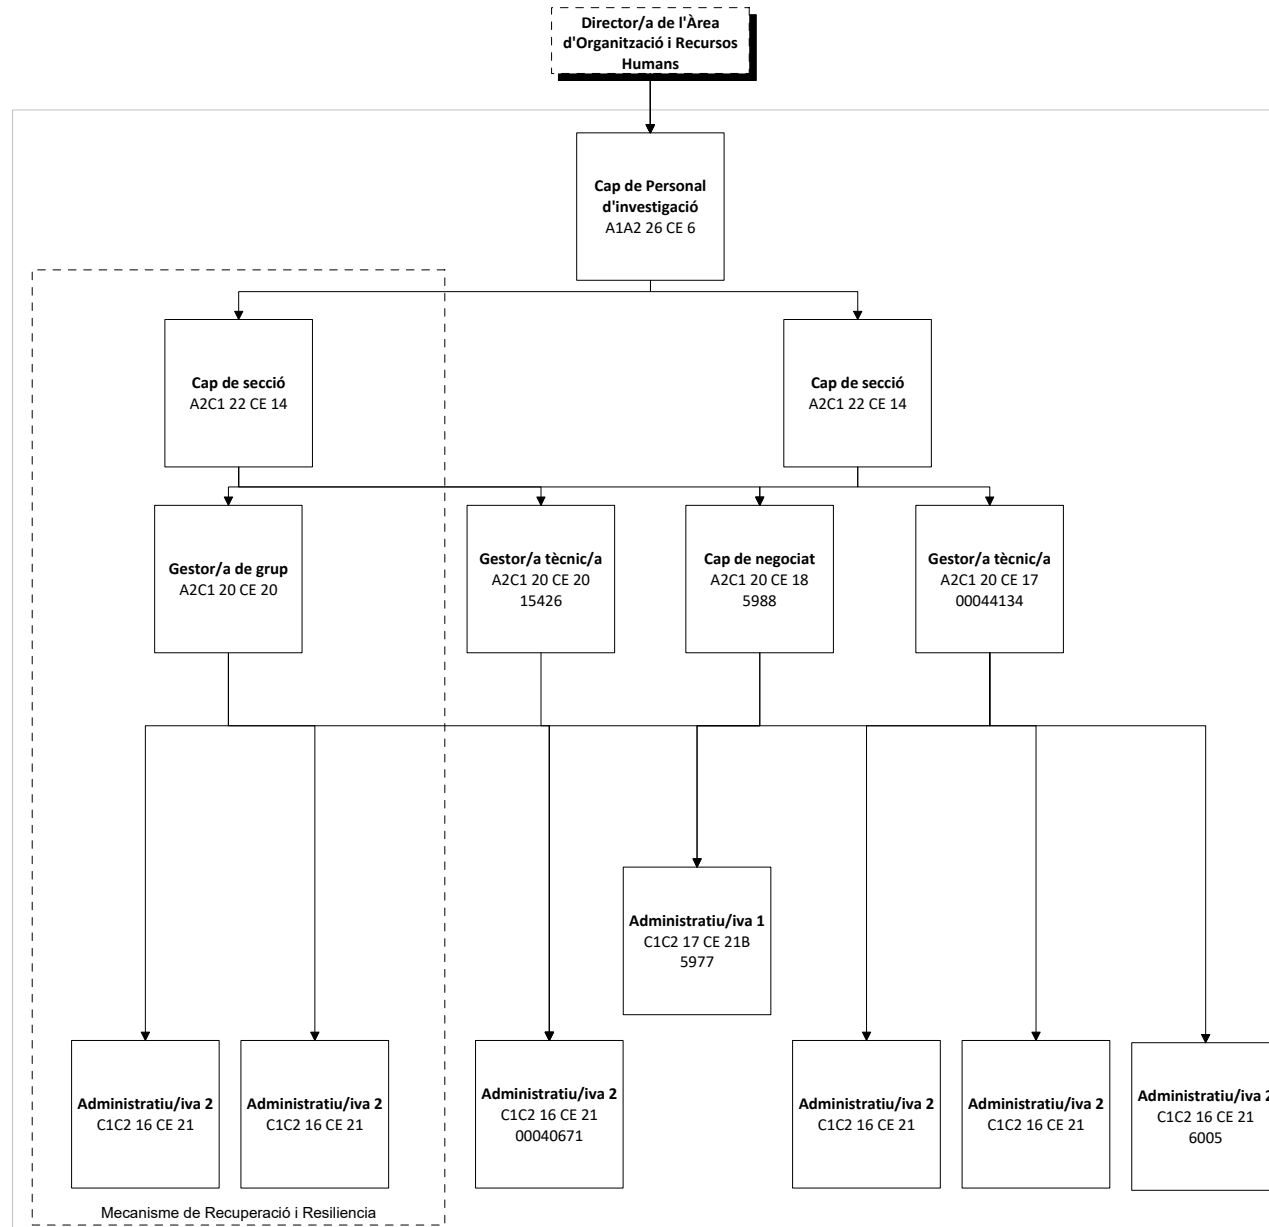 Director/a de l'Àrea
d'Organització i Recursos
Humans
Cap de Personal
d'investigació
A1A2 26 CE 6
Cap de secció
A2C1 22 CE 14
Cap de secció
A2C1 22 CE 14
Gestor/a de grup
A2C1 20 CE 20
Gestor/a tècnic/a
A2C1 20 CE 20
15426
Cap de negociat
A2C1 20 CE 18
5988
Gestor/a tècnic/a
A2C1 20 CE 17
00044134
Administratiu/iva 1
C1C2 17 CE 21B
5977
Administratiu/iva 2
C1C2 16 CE 21
Administratiu/iva 2
C1C2 16 CE 21
Administratiu/iva 2
C1C2 16 CE 21
00040671
Administratiu/iva 2
C1C2 16 CE 21
Administratiu/iva 2
C1C2 16 CE 21
Administratiu/iva 2
C1C2 16 CE 21
6005
Mecanisme de Recuperació i Resiliencia